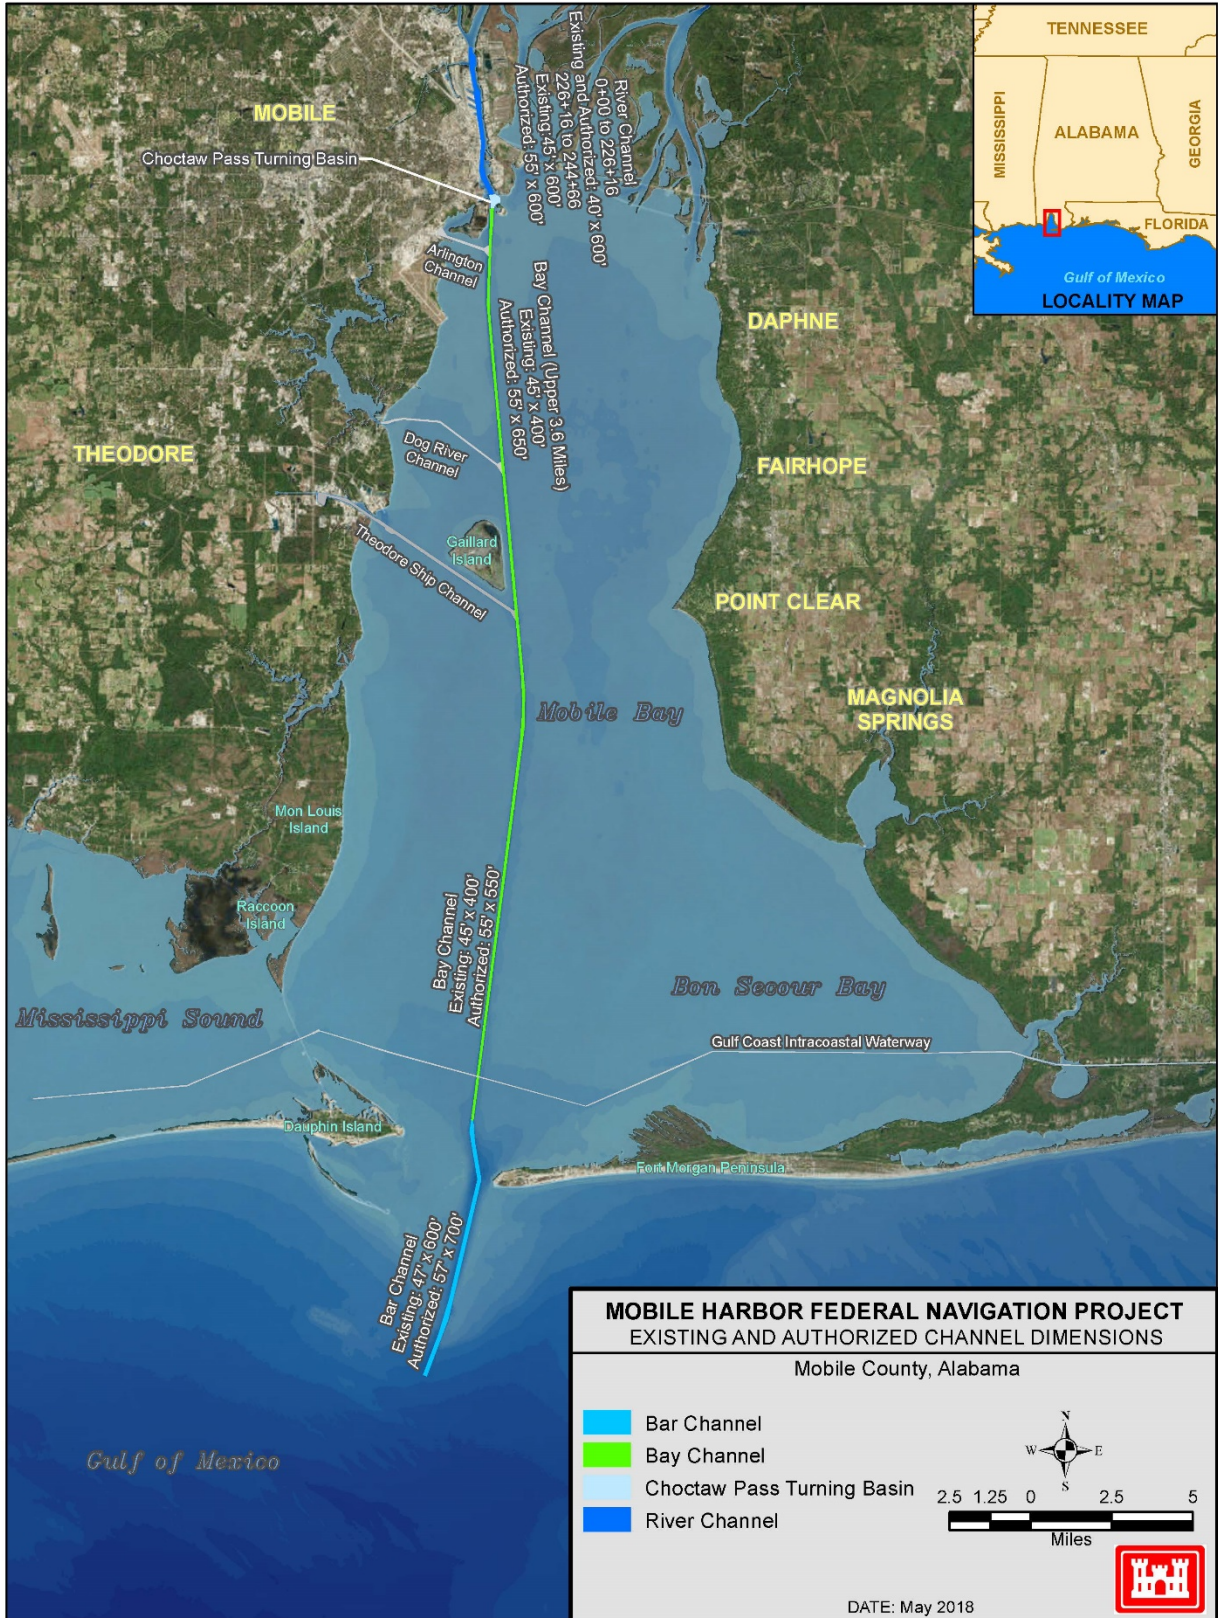 TENNESSEE
MISSISSIPPI
ALABAMA
GEORGIA
FLORIDA
Gulf of Mexico
LOCALITY MAP
MOBILE
Choctaw Pass Turning Basin
River Channel
0+00 to 226+16
Existing and Authorized: 40' x 600'
226+16 to 244+66
Existing: 45' x 600'
Authorized: 55' x 600'
Arlington
Channel
Bay Channel (Upper 3.6 Miles)
Existing: 45' x 400'
Authorized: 55' x 650'
DAPHNE
THEODORE
Dog River
Channel
FAIRHOPE
Gaillard
Island
Theodore Ship Channel
POINT CLEAR
Mobile Bay
MAGNOLIA
SPRINGS
Mon Louis
Island
Raccoon
Island
Bay Channel
Existing: 45' x 400'
Authorized: 55' x 550'
Bon Secour Bay
Mississippi Sound
Gulf Coast Intracoastal Waterway
Dauphin Island
Fort Morgan Peninsula
Bar Channel
Existing: 47' x 600'
Authorized: 57' x 700'
Gulf of Mexico
MOBILE HARBOR FEDERAL NAVIGATION PROJECT
EXISTING AND AUTHORIZED CHANNEL DIMENSIONS
Mobile County, Alabama
Bar Channel
Bay Channel
Choctaw Pass Turning Basin
River Channel
N
W E
S
2.5 1.25 0 2.5 5
Miles
DATE: May 2018